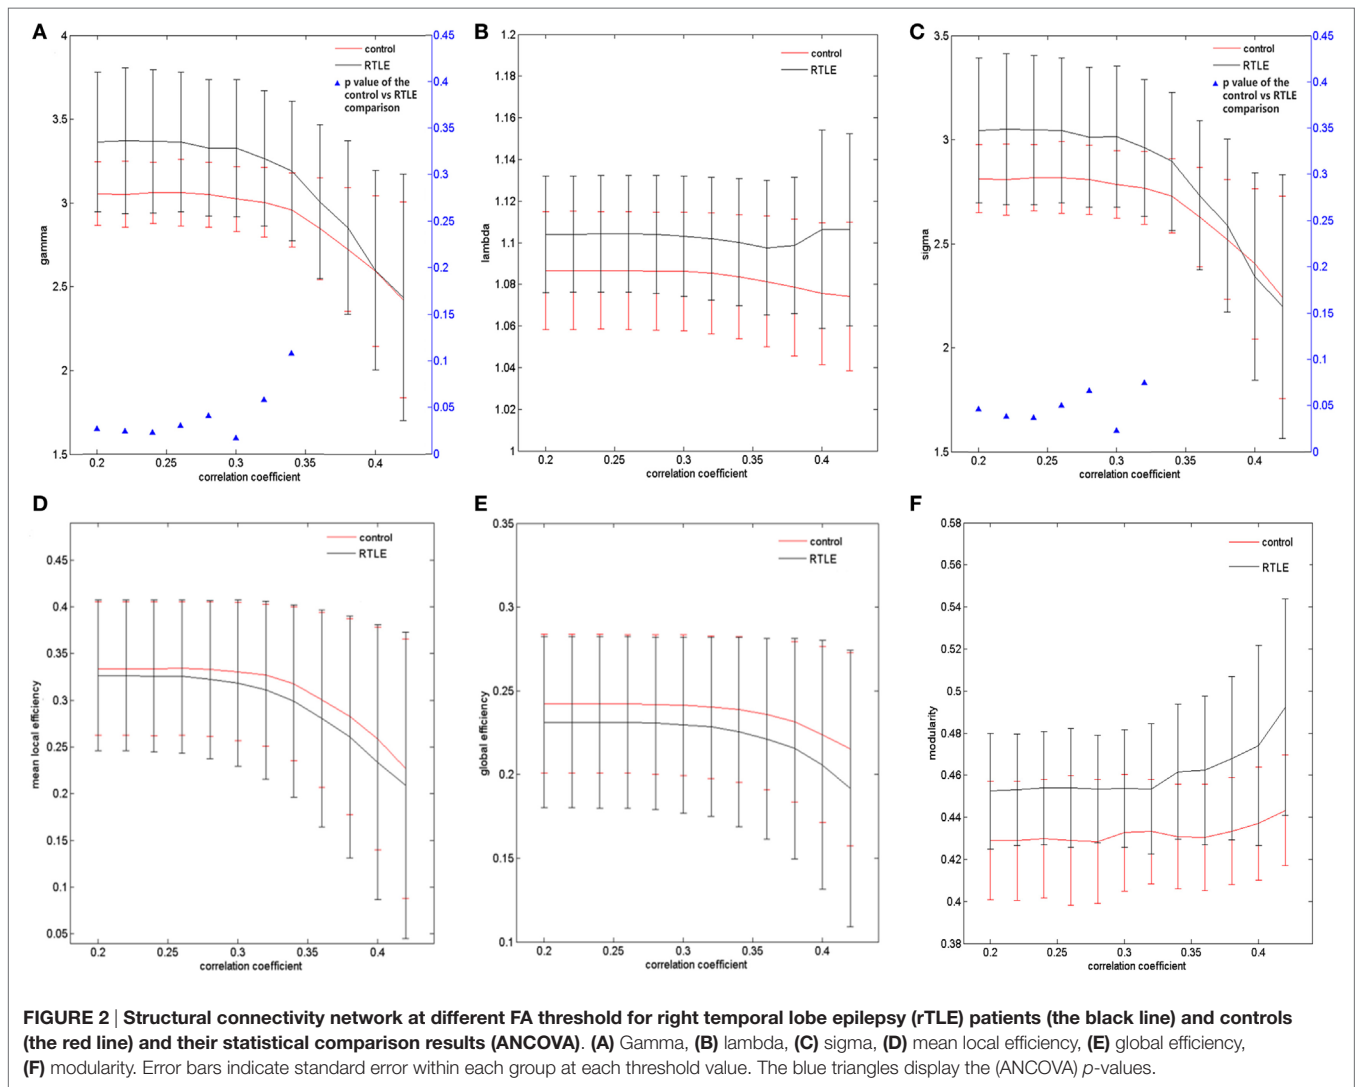 A
gamma
4
3.5
3
2.5
2
1.5
0.45
0.4
0.35
0.3
0.25
0.2
0.15
0.1
0.05
0
control
RTLE
p value of the
control vs RTLE
comparison
0.2 0.25 0.3 0.35 0.4
correlation coefficient
B
lambda
1.2
1.18
1.16
1.14
1.12
1.1
1.08
1.06
1.04
1.02
1
control
RTLE
0.2 0.25 0.3 0.35 0.4
correlation coefficient
C
sigma
3.5
3
2.5
2
1.5
0.45
0.4
0.35
0.3
0.25
0.2
0.15
0.1
0.05
0
control
RTLE
p value of the
control vs RTLE
comparison
0.2 0.25 0.3 0.35 0.4
correlation coefficient
D
mean local efficiency
0.45
0.4
0.35
0.3
0.25
0.2
0.15
0.1
0.05
control
RTLE
0.2 0.25 0.3 0.35 0.4
correlation coefficient
E
global efficiency
0.35
0.3
0.25
0.2
0.15
0.1
control
RTLE
0.2 0.25 0.3 0.35 0.4
correlation coefficient
F
modularity
0.58
0.56
0.54
0.52
0.5
0.48
0.46
0.44
0.42
0.4
0.38
control
RTLE
0.2 0.25 0.3 0.35 0.4
correlation coefficient
FIGURE 2 | Structural connectivity network at different FA threshold for right temporal lobe epilepsy (rTLE) patients (the black line) and controls
(the red line) and their statistical comparison results (ANCOVA). (A) Gamma, (B) lambda, (C) sigma, (D) mean local efficiency, (E) global efficiency,
(F) modularity. Error bars indicate standard error within each group at each threshold value. The blue triangles display the (ANCOVA) p-values.